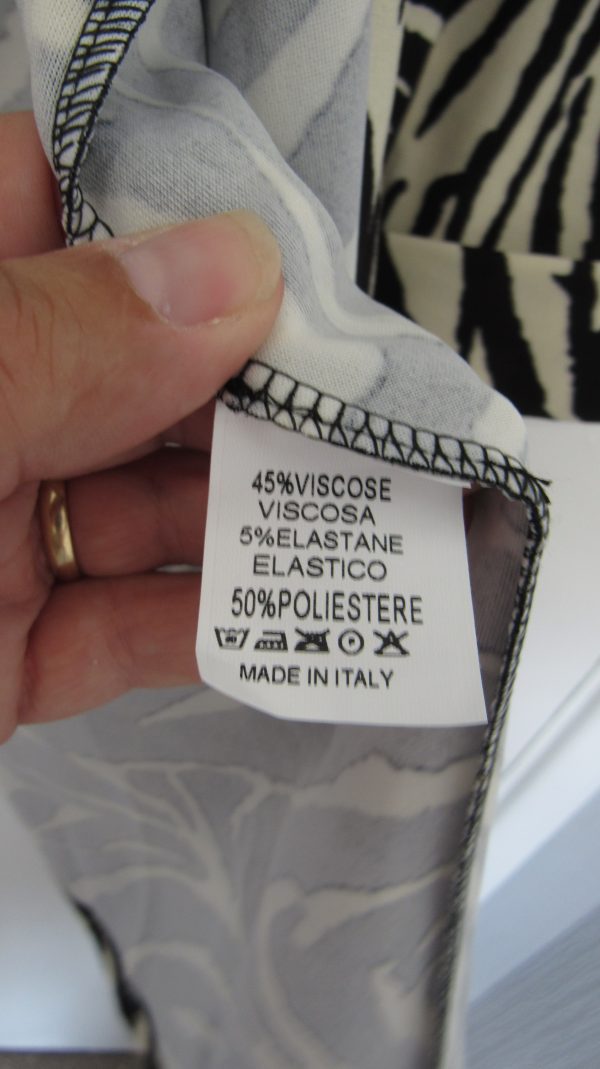 45%VISCOSE
VISCOSA
5%ELASTANE
ELASTICO
50%POLIESTERE
MADE IN ITALY